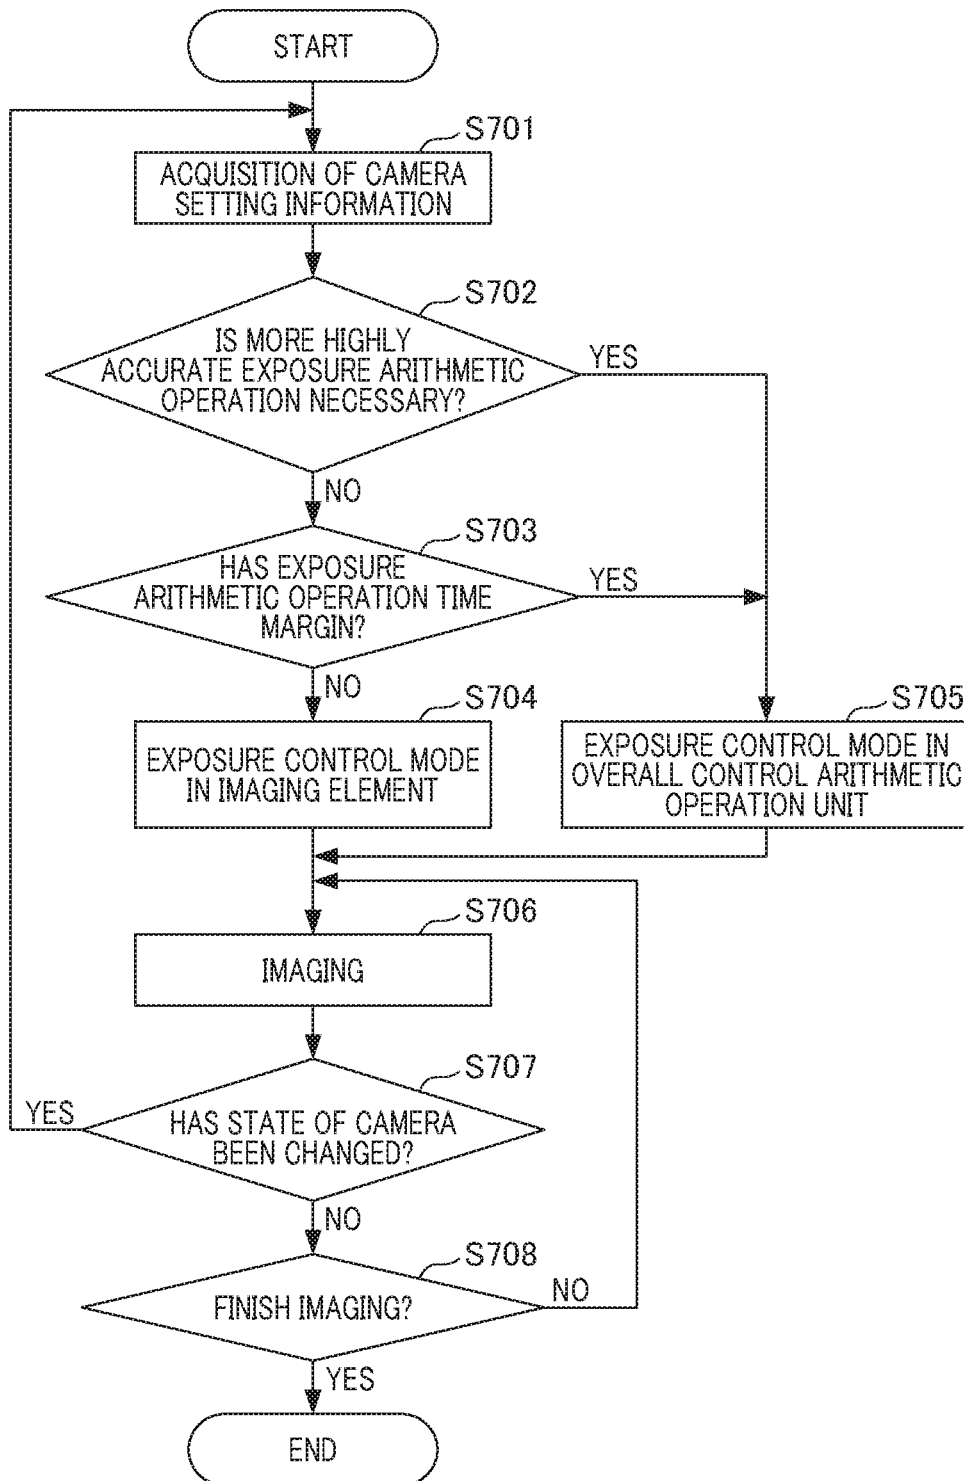 START
S701
ACQUISITION OF CAMERA
SETTING INFORMATION
S702
IS MORE HIGHLY
ACCURATE EXPOSURE ARITHMETIC
OPERATION NECESSARY?
YES
NO
S703
HAS EXPOSURE
ARITHMETIC OPERATION TIME
MARGIN?
YES
NO
S704
EXPOSURE CONTROL MODE
IN IMAGING ELEMENT
S705
EXPOSURE CONTROL MODE IN
OVERALL CONTROL ARITHMETIC
OPERATION UNIT
S706
IMAGING
S707
HAS STATE OF CAMERA
BEEN CHANGED?
YES
NO
S708
FINISH IMAGING?
NO
YES
END